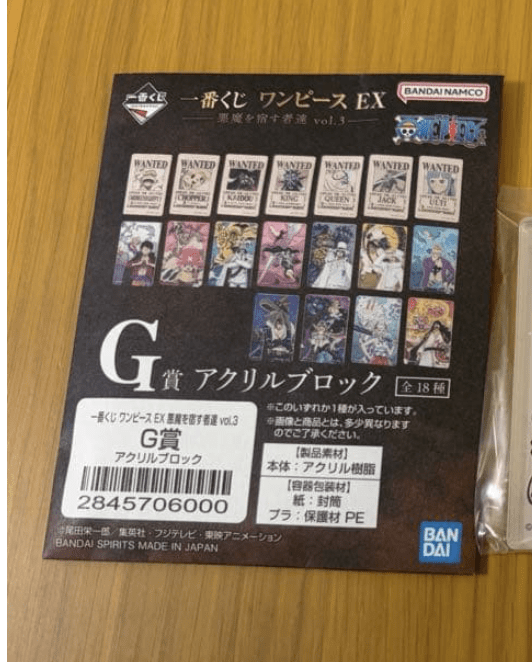 一番くじ
一番くじ ワンピース EX
悪魔を宿す者達 vol.3
BANDAI NAMCO
ONE PIECE
WANTED WANTED WANTED WANTED WANTED WANTED WANTED
CHOPPER KAIDOU KING QUEEN JACK ULTI
G賞 アクリルブロック 全18種
※このいずれか1種が入っています。
※画像と商品とは、多少異なります
のでご了承ください。
一番くじ ワンピース EX 悪魔を宿す者達 vol.3
G賞
アクリルブロック
2845706000
【製品素材】
本体:アクリル樹脂
【容器包装材】
紙:封筒
プラ:保護材 PE
©尾田栄一郎/集英社・フジテレビ・東映アニメーション
BANDAI SPIRITS MADE IN JAPAN
BAN
DAI